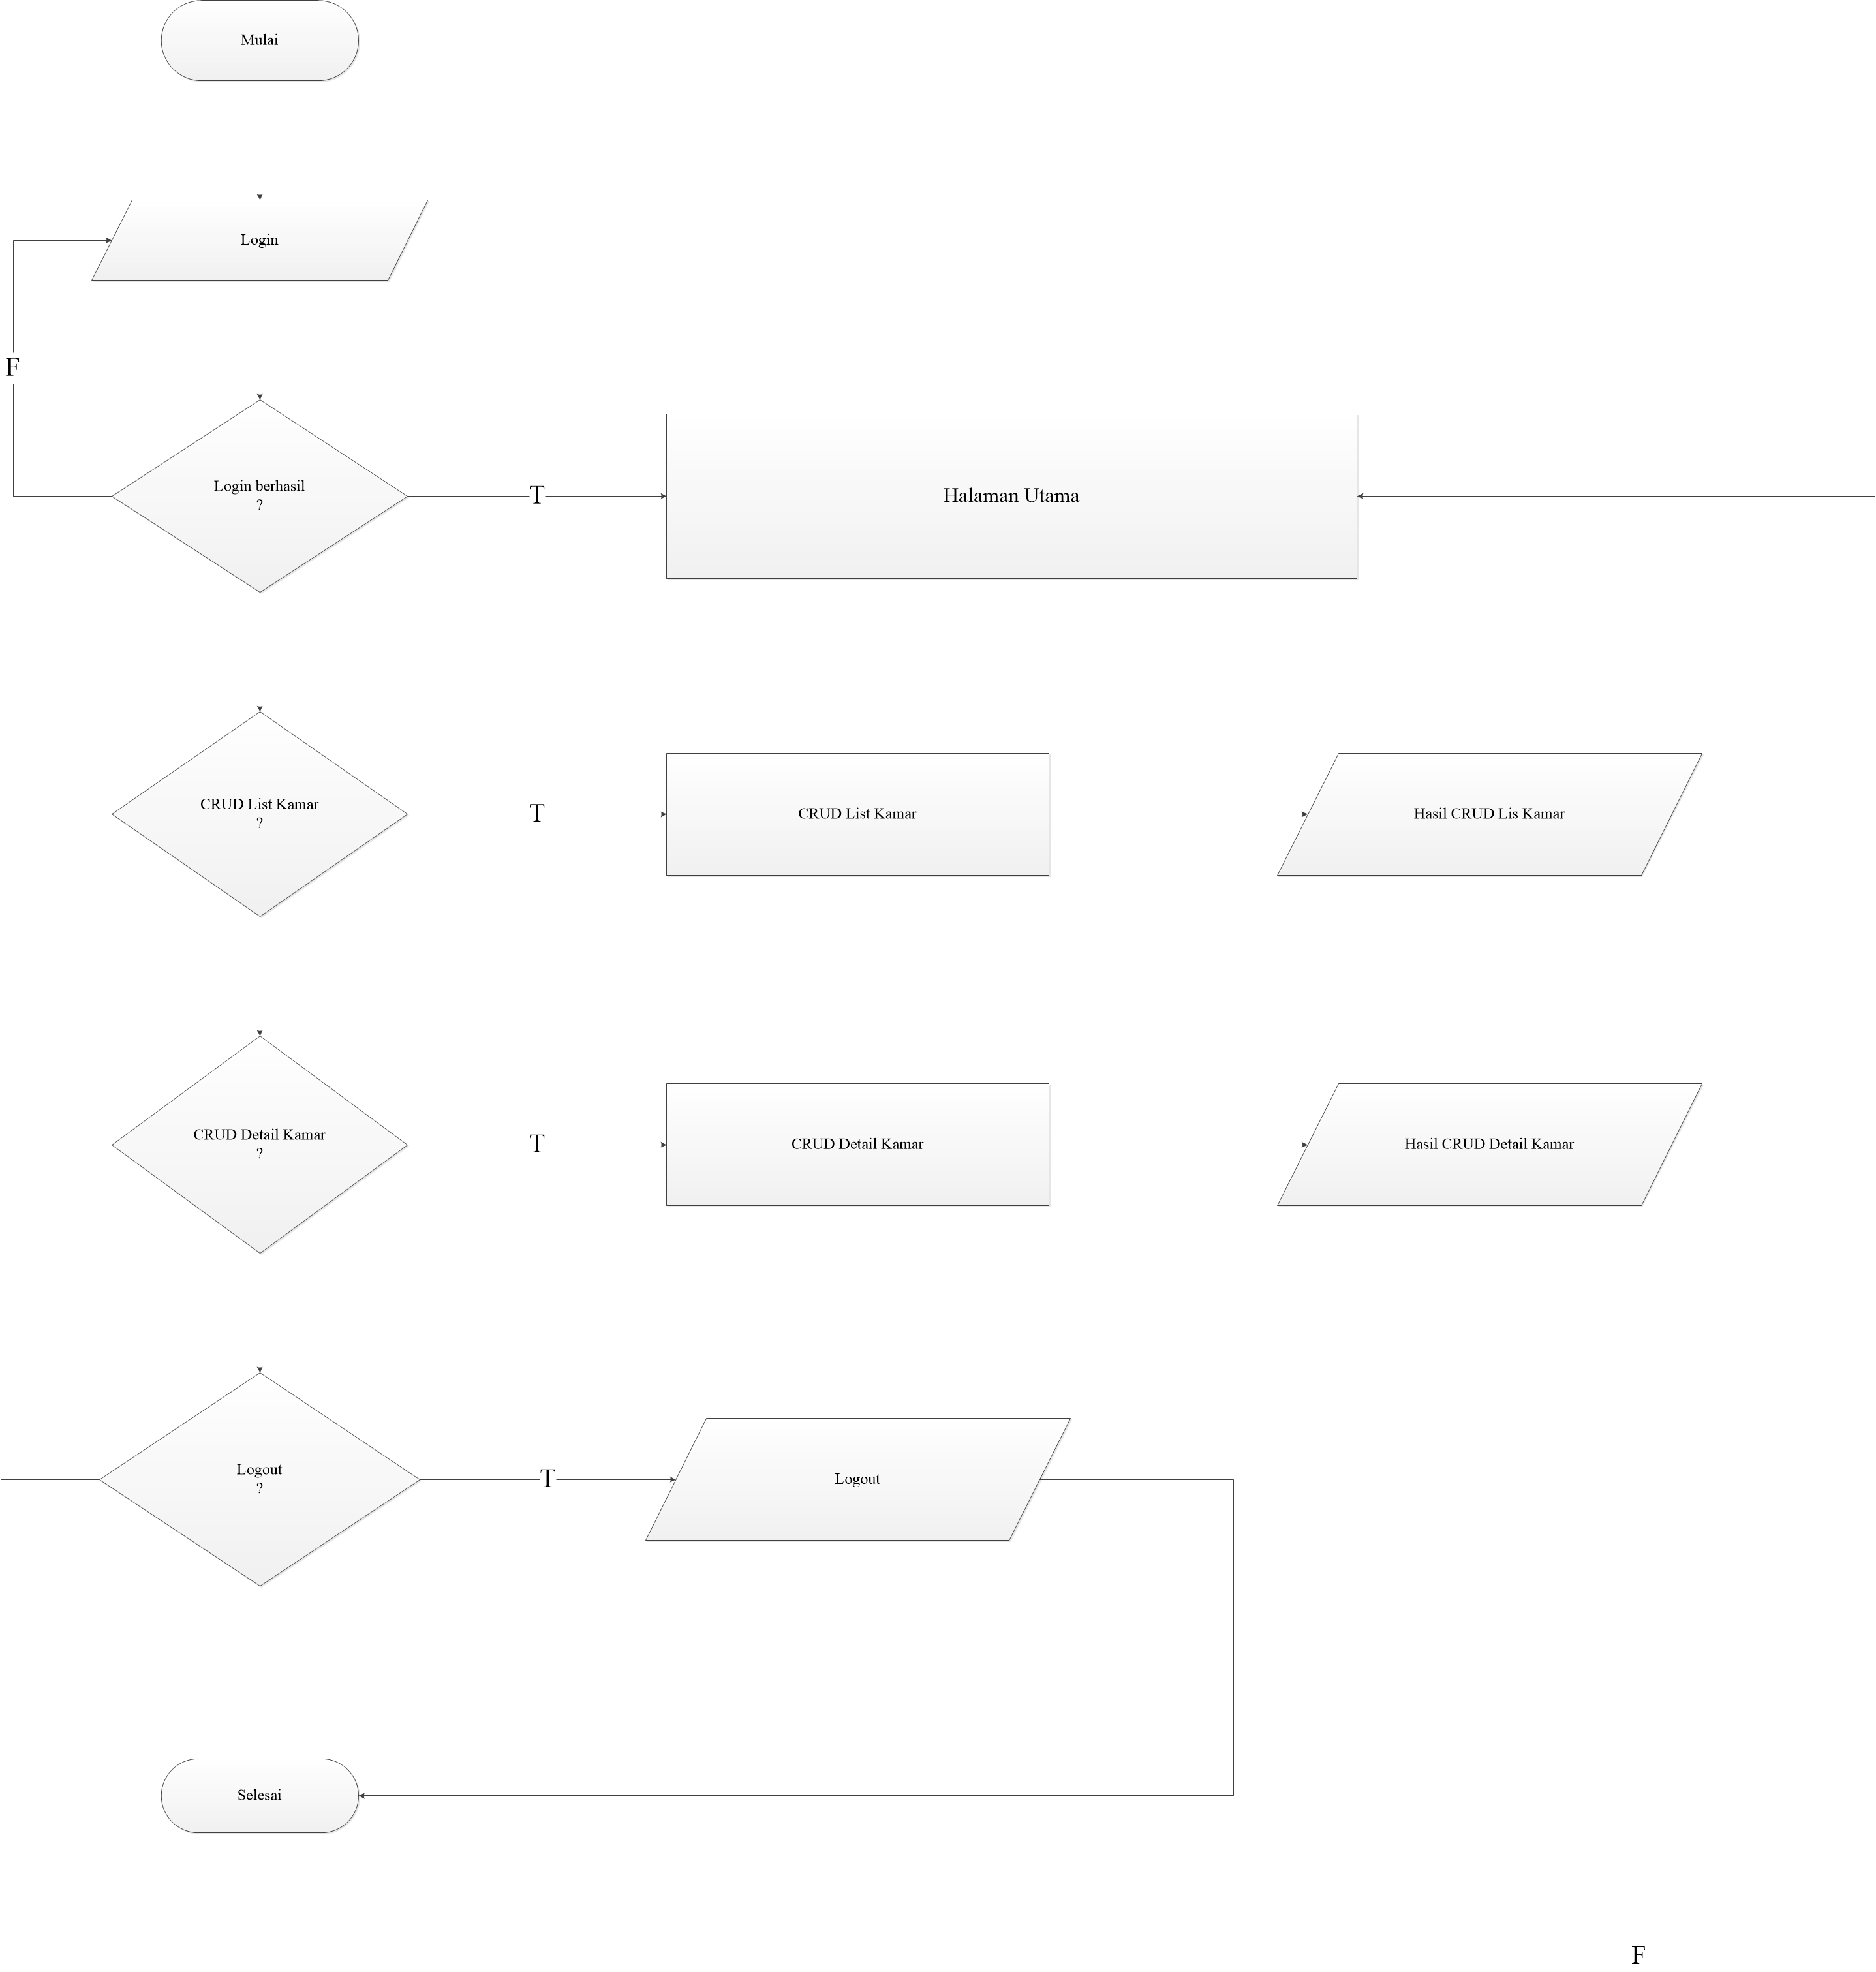 Mulai
Login
F
Login berhasil
?
T
Halaman Utama
CRUD List Kamar
?
T
CRUD List Kamar
Hasil CRUD Lis Kamar
CRUD Detail Kamar
?
T
CRUD Detail Kamar
Hasil CRUD Detail Kamar
Logout
?
T
Logout
Selesai
F